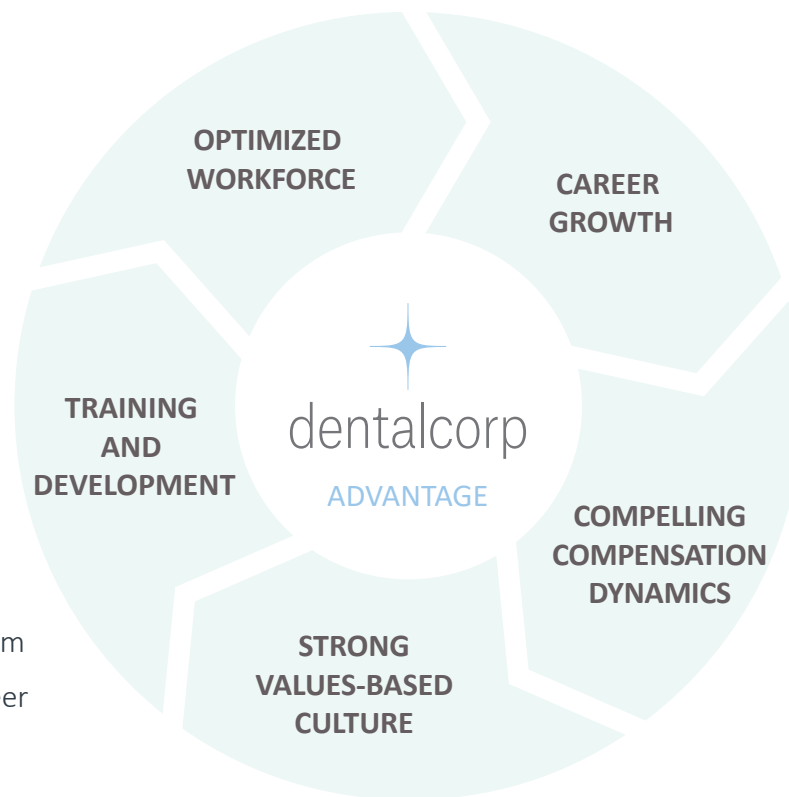 OPTIMIZED
WORKFORCE
CAREER
GROWTH
TRAINING
AND
DEVELOPMENT
dentalcorp
ADVANTAGE
COMPELLING
COMPENSATION
DYNAMICS
STRONG
VALUES-BASED
CULTURE